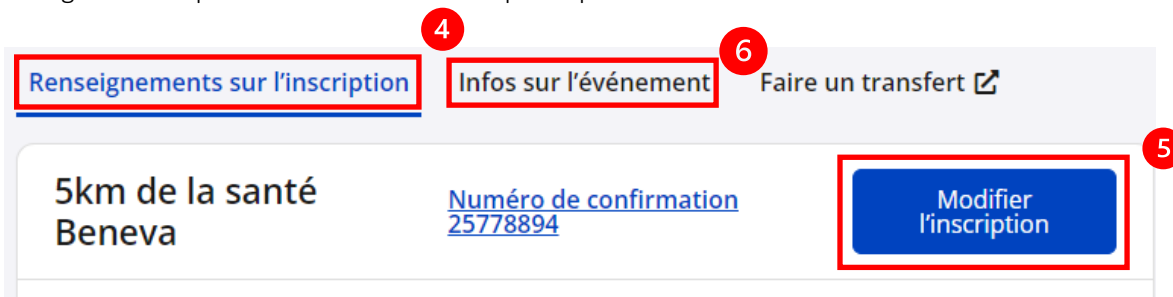 4
6
Renseignements sur l'inscription Infos sur l'événement Faire un transfert
5
5km de la santé
Beneva
Numéro de confirmation
25778894
Modifier
l'inscription